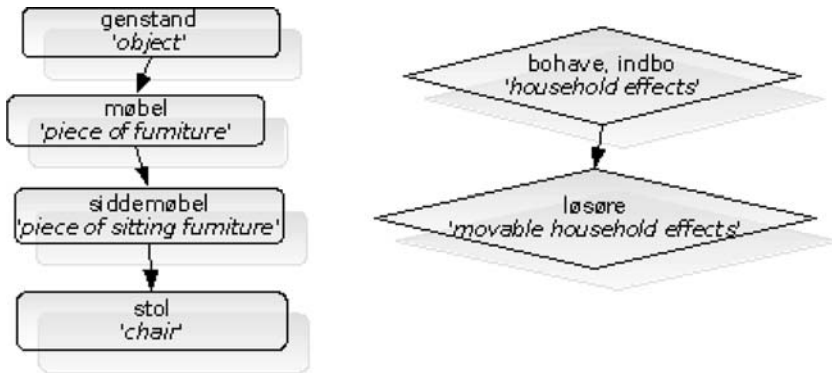 genstand
'object'
møbel
'piece of furniture'
siddemøbel
'piece of sitting furniture'
stol
'chair'
bohave, indbo
'household effects'
løsøre
'movable household effects'